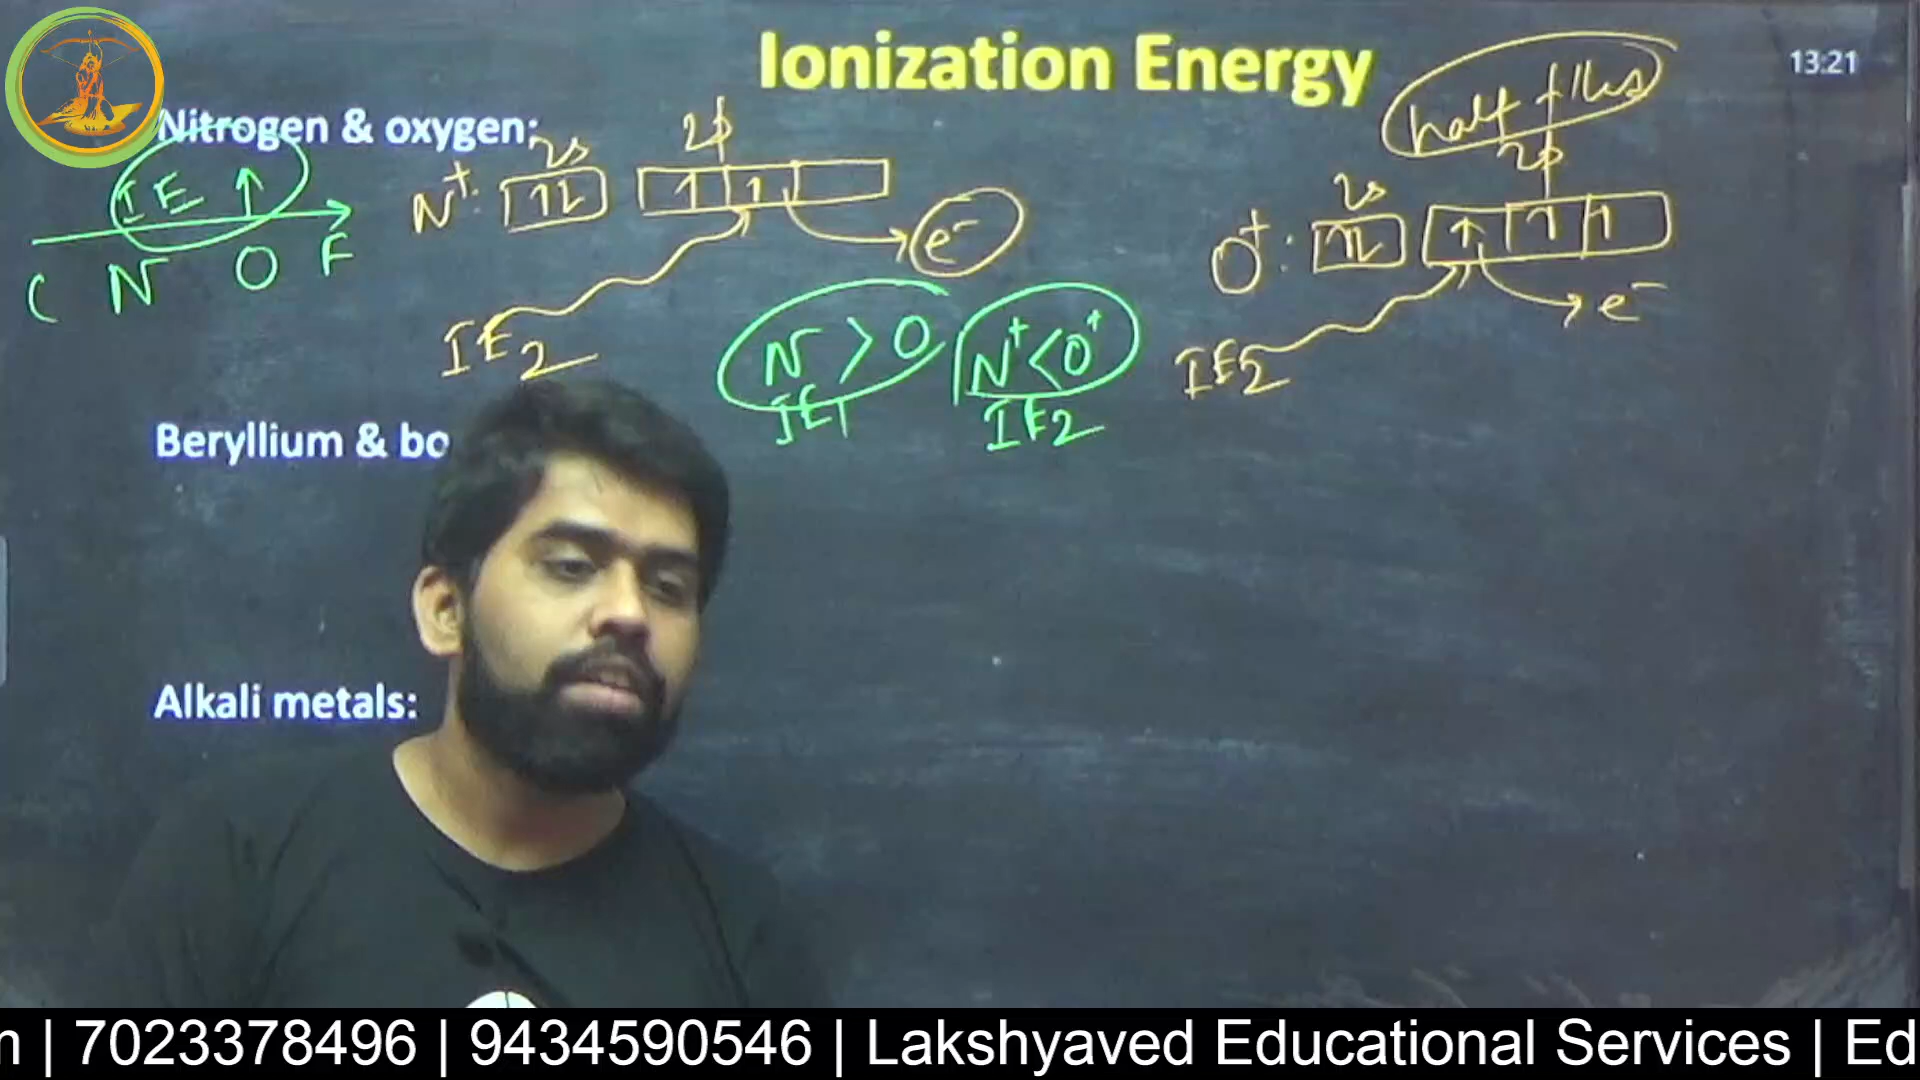 Ionization Energy
13:21
half filled
Nitrogen & oxygen;
2s
2p
2s
2p
IE ↑
N⁺: ↑↓ ↑ ↑
e⁻
O⁺: ↑↓ ↑ ↑ ↑
e⁻
C N O F
IE₂
N > O
IE1
N⁺ < O⁺
IE2
IE2
Beryllium & bo
Alkali metals:
| 7023378496 | 9434590546 | Lakshyaved Educational Services | Ed